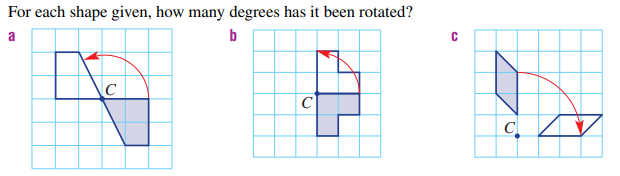 For each shape given, how many degrees has it been rotated?
a b c
C C C